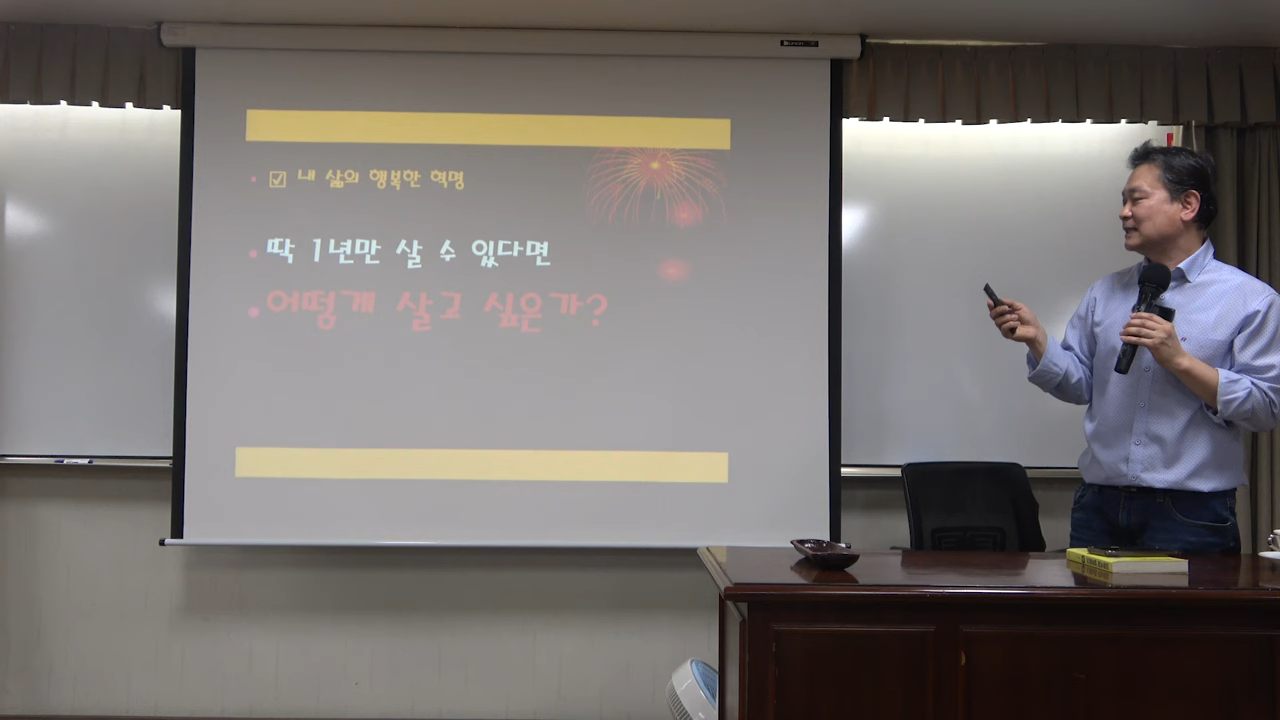 ☑ 내 삶의 행복한 혁명
• 딱 1년만 살 수 있다면
• 어떻게 살고 싶은가?